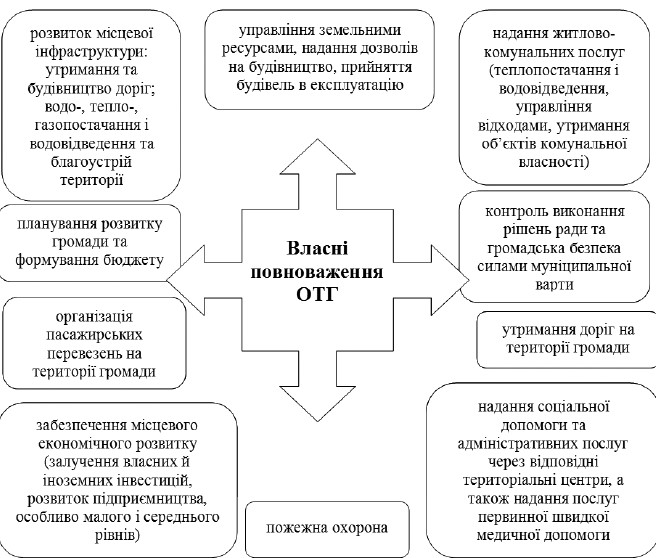 розвиток місцевої
інфраструктури:
утримання та
будівництво доріг;
водо-, тепло-,
газопостачання і
водовідведення та
благоустрій
території
управління земельними
ресурсами, надання дозволів
на будівництво, прийняття
будівель в експлуатацію
надання житлово-
комунальних послуг
(теплопостачання і
водовідведення,
управління
відходами, утримання
об’єктів комунальної
власності)
планування розвитку
громади та
формування бюджету
Власні
повноваження
ОТГ
контроль виконання
рішень ради та
громадська безпека
силами муніципальної
варти
організація
пасажирських
перевезень на
території громади
утримання доріг на
території громади
забезпечення місцевого
економічного розвитку
(залучення власних й
іноземних інвестицій,
розвиток підприємництва,
особливо малого і середнього
рівнів)
пожежна охорона
надання соціальної
допомоги та
адміністративних послуг
через відповідні
територіальні центри, а
також надання послуг
первинної швидкої
медичної допомоги